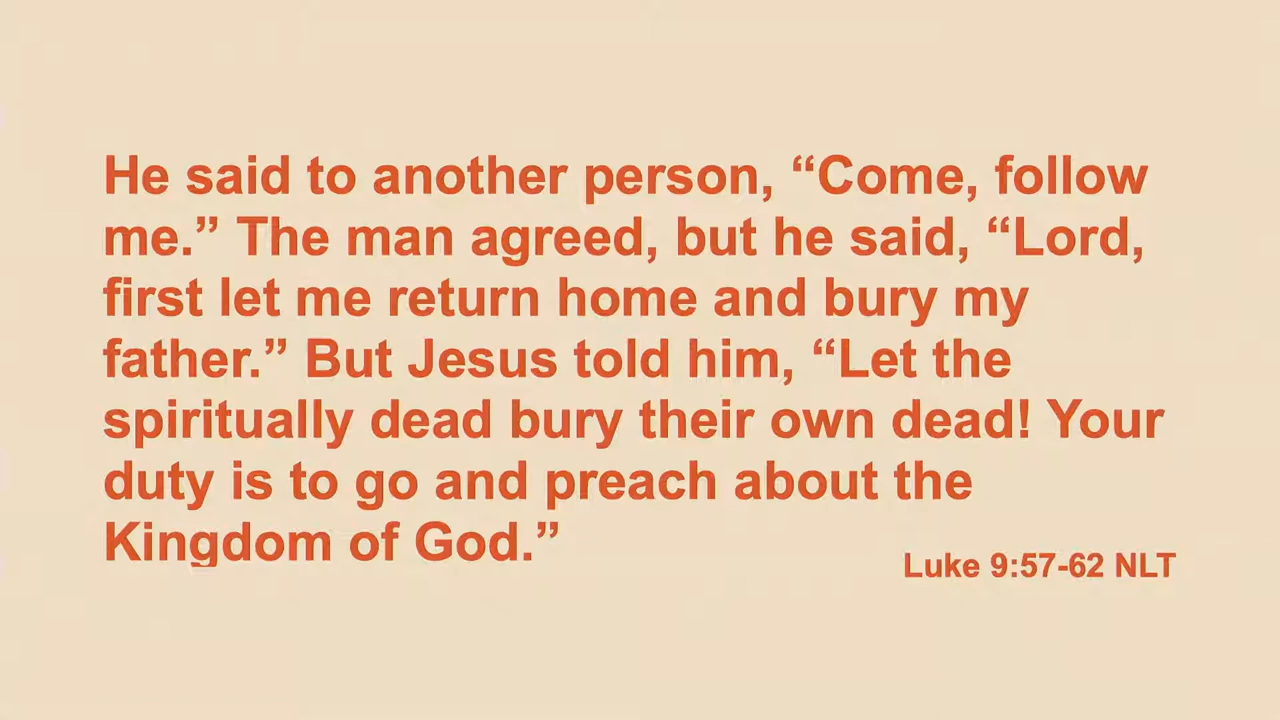 He said to another person, “Come, follow
me.” The man agreed, but he said, “Lord,
first let me return home and bury my
father.” But Jesus told him, “Let the
spiritually dead bury their own dead! Your
duty is to go and preach about the
Kingdom of God.”
Luke 9:57-62 NLT